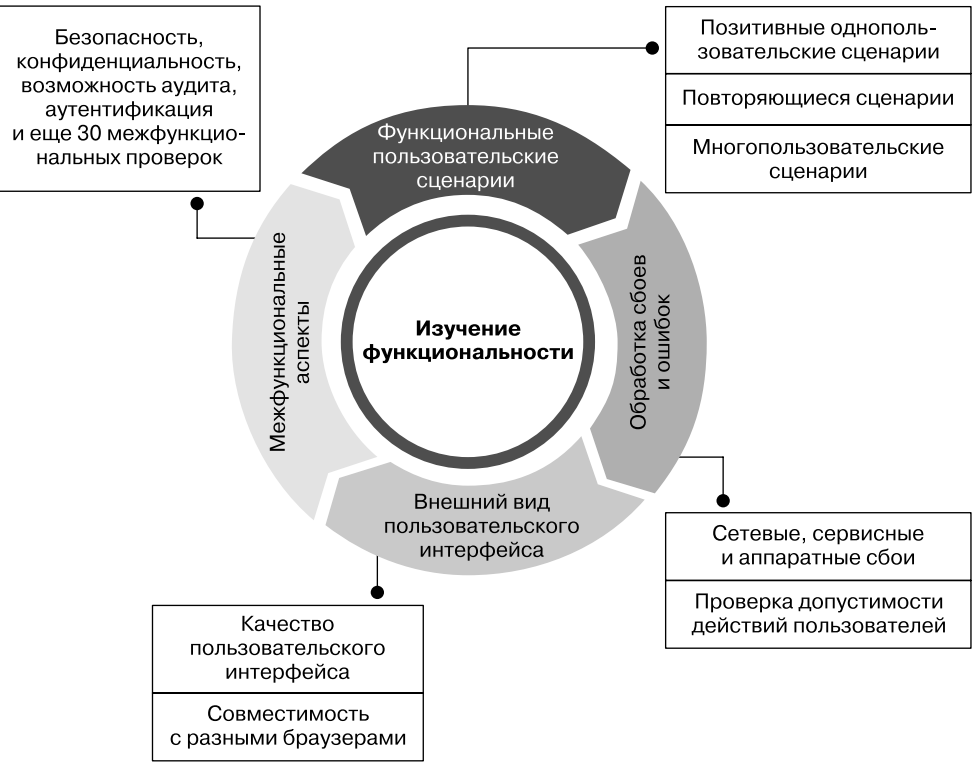 Безопасность,
конфиденциальность,
возможность аудита,
аутентификация
и еще 30 межфункцио-
нальных проверок
Позитивные однополь-
зовательские сценарии
Повторяющиеся сценарии
Многопользовательские
сценарии
Функциональные
пользовательские
сценарии
Межфункциональные
аспекты
Изучение
функциональности
Обработка сбоев
и ошибок
Внешний вид
пользовательского
интерфейса
Сетевые, сервисные
и аппаратные сбои
Проверка допустимости
действий пользователей
Качество
пользовательского
интерфейса
Совместимость
с разными браузерами